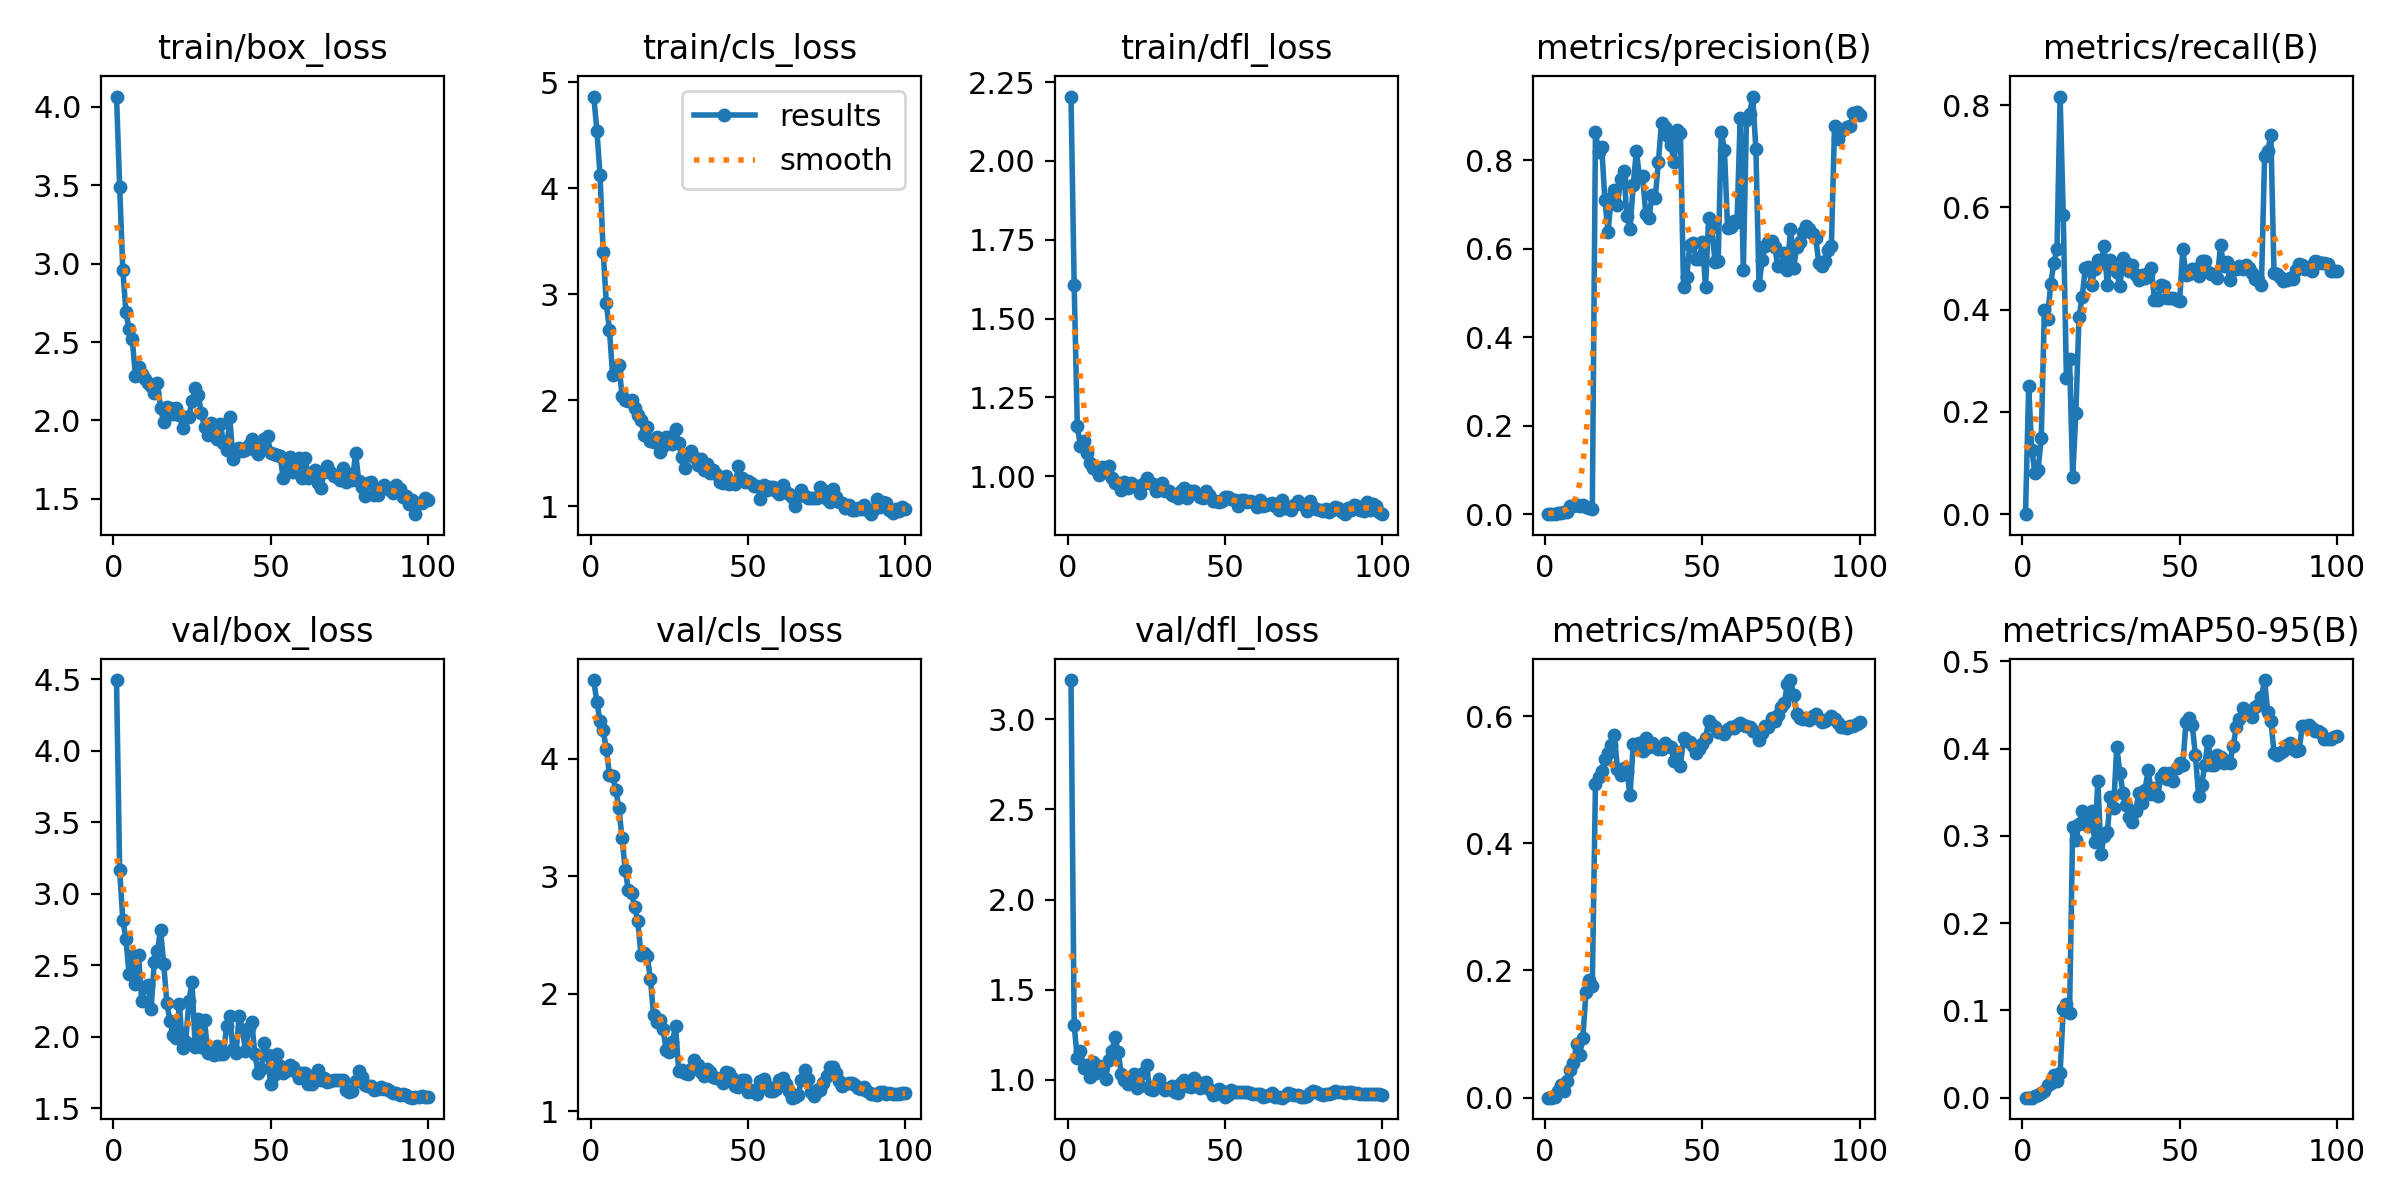 train/box_loss
4.0
3.5
3.0
2.5
2.0
1.5
0 50 100
train/cls_loss
results
smooth
5
4
3
2
1
0 50 100
train/dfl_loss
2.25
2.00
1.75
1.50
1.25
1.00
0 50 100
metrics/precision(B)
0.8
0.6
0.4
0.2
0.0
0 50 100
metrics/recall(B)
0.8
0.6
0.4
0.2
0.0
0 50 100
val/box_loss
4.5
4.0
3.5
3.0
2.5
2.0
1.5
0 50 100
val/cls_loss
4
3
2
1
0 50 100
val/dfl_loss
3.0
2.5
2.0
1.5
1.0
0 50 100
metrics/mAP50(B)
0.6
0.4
0.2
0.0
0 50 100
metrics/mAP50-95(B)
0.5
0.4
0.3
0.2
0.1
0.0
0 50 100